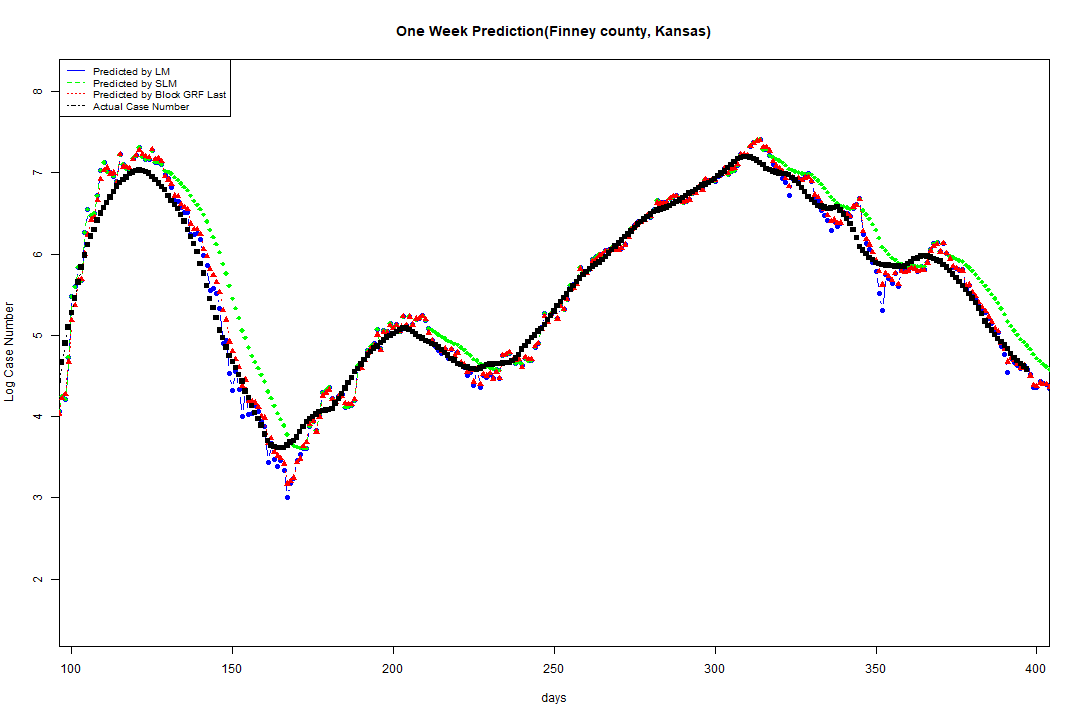 One Week Prediction(Finney county, Kansas)
Predicted by LM
Predicted by SLM
Predicted by Block GRF Last
Actual Case Number
8
7
6
5
4
3
2
Log Case Number
100 150 200 250 300 350 400
days